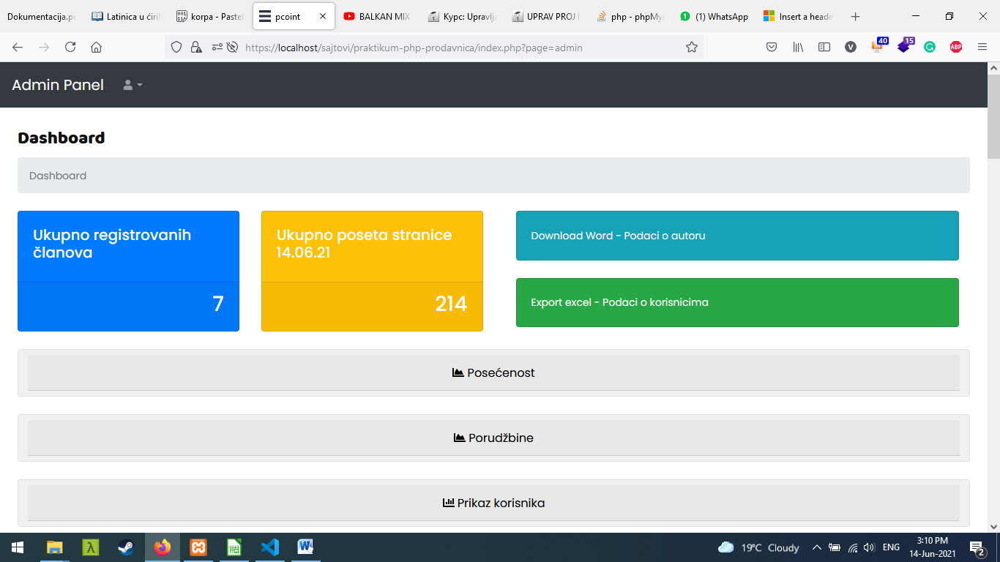 Dokumentacija.p
Latinica u ćiril
korpa - Pastel
pcoint
BALKAN MIX
Курс: Upravlja
UPRAV PROJ
php - phpMy
(1) WhatsApp
Insert a heade
https://localhost/sajtovi/praktikum-php-prodavnica/index.php?page=admin
V
40
15
ABP
Admin Panel
Dashboard
Dashboard
Ukupno registrovanih
članova
7
Ukupno poseta stranice
14.06.21
214
Download Word - Podaci o autoru
Export excel - Podaci o korisnicima
Posećenost
Porudžbine
Prikaz korisnika
19°C Cloudy
ENG
3:10 PM
14-Jun-2021
2